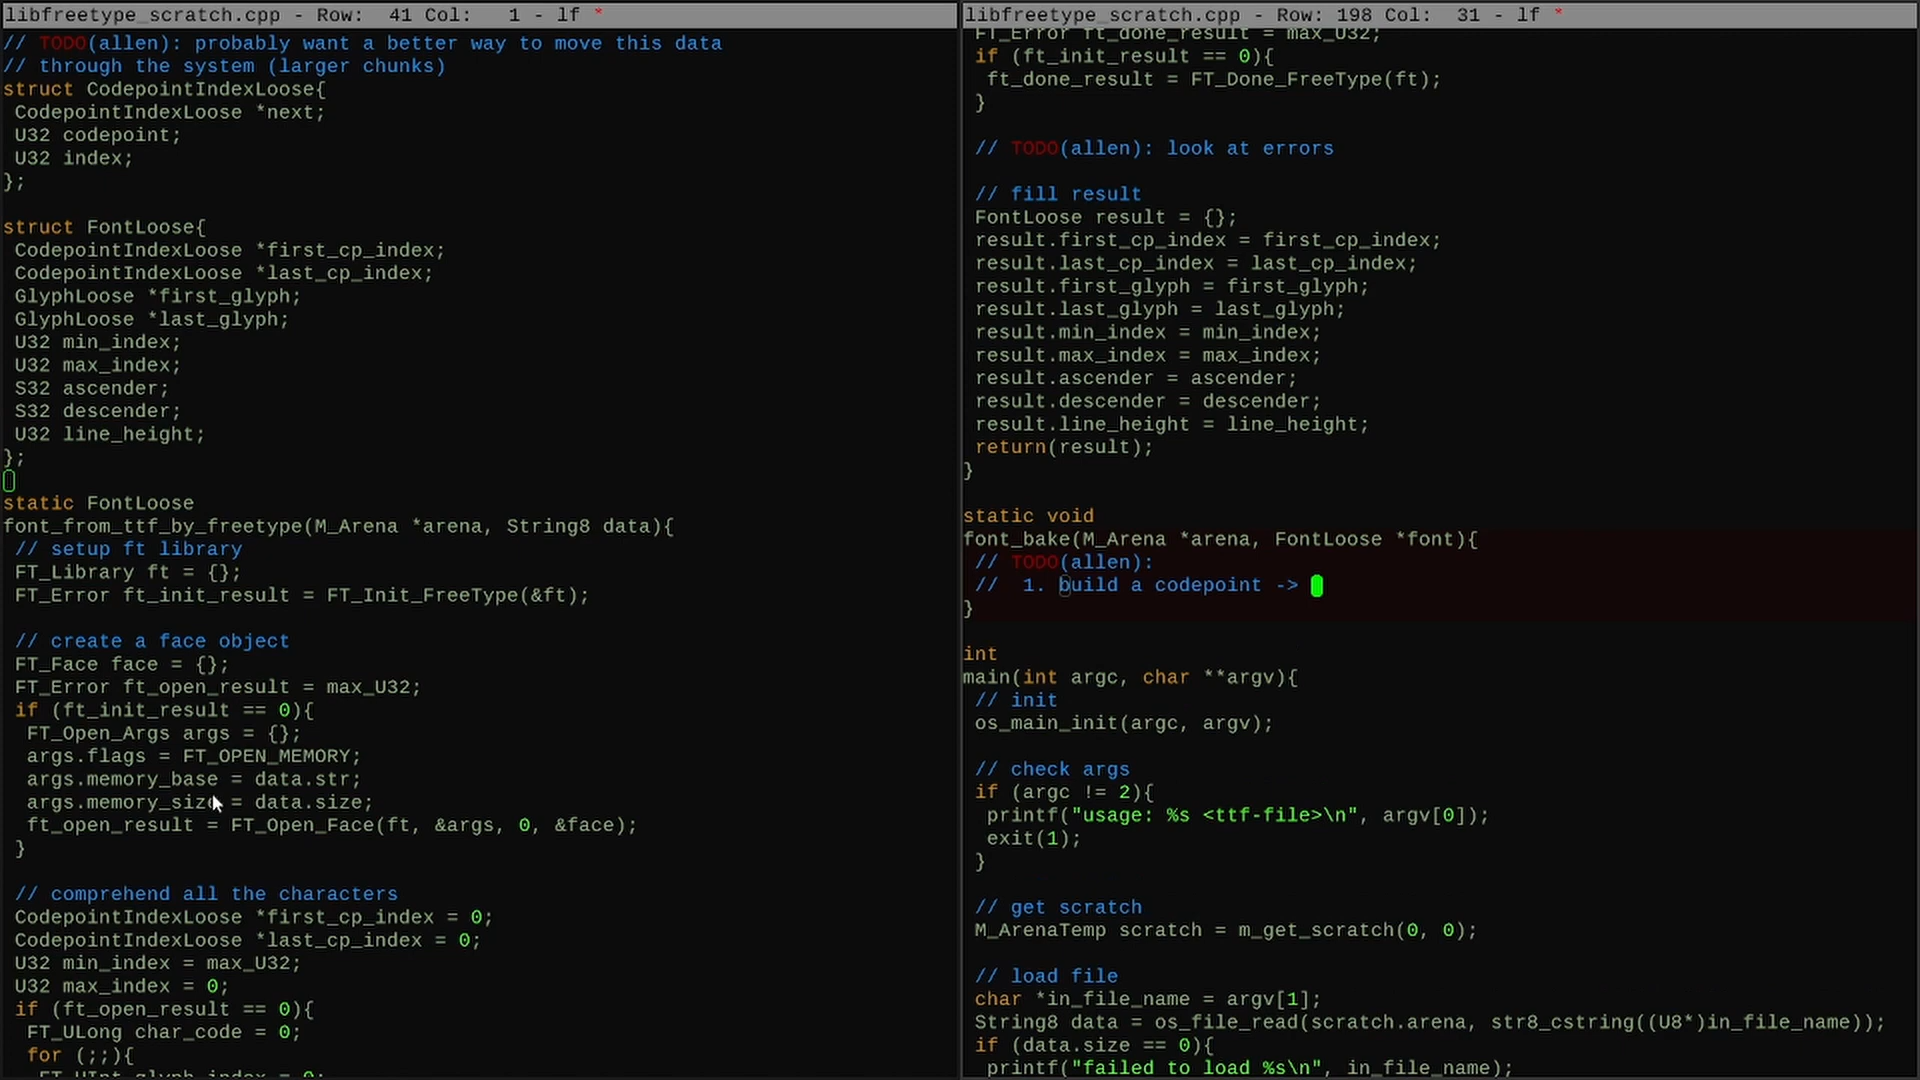 libfreetype_scratch.cpp - Row:  41 Col:   1 - lf *
// TODO(allen): probably want a better way to move this data
// through the system (larger chunks)
struct CodepointIndexLoose{
 CodepointIndexLoose *next;
 U32 codepoint;
 U32 index;
};
struct FontLoose{
 CodepointIndexLoose *first_cp_index;
 CodepointIndexLoose *last_cp_index;
 GlyphLoose *first_glyph;
 GlyphLoose *last_glyph;
 U32 min_index;
 U32 max_index;
 S32 ascender;
 S32 descender;
 U32 line_height;
};
static FontLoose
font_from_ttf_by_freetype(M_Arena *arena, String8 data){
 // setup ft library
 FT_Library ft = {};
 FT_Error ft_init_result = FT_Init_FreeType(&ft);
 // create a face object
 FT_Face face = {};
 FT_Error ft_open_result = max_U32;
 if (ft_init_result == 0){
  FT_Open_Args args = {};
  args.flags = FT_OPEN_MEMORY;
  args.memory_base = data.str;
  args.memory_size = data.size;
  ft_open_result = FT_Open_Face(ft, &args, 0, &face);
 }
 // comprehend all the characters
 CodepointIndexLoose *first_cp_index = 0;
 CodepointIndexLoose *last_cp_index = 0;
 U32 min_index = max_U32;
 U32 max_index = 0;
 if (ft_open_result == 0){
  FT_ULong char_code = 0;
  for (;;){
   FT_UInt glyph_index = 0;
libfreetype_scratch.cpp - Row: 198 Col:  31 - lf *
 FT_Error ft_done_result = max_U32;
 if (ft_init_result == 0){
  ft_done_result = FT_Done_FreeType(ft);
 }
 // TODO(allen): look at errors
 // fill result
 FontLoose result = {};
 result.first_cp_index = first_cp_index;
 result.last_cp_index = last_cp_index;
 result.first_glyph = first_glyph;
 result.last_glyph = last_glyph;
 result.min_index = min_index;
 result.max_index = max_index;
 result.ascender = ascender;
 result.descender = descender;
 result.line_height = line_height;
 return(result);
}
static void
font_bake(M_Arena *arena, FontLoose *font){
 // TODO(allen):
 //  1. build a codepoint ->
}
int
main(int argc, char **argv){
 // init
 os_main_init(argc, argv);
 // check args
 if (argc != 2){
  printf("usage: %s <ttf-file>\n", argv[0]);
  exit(1);
 }
 // get scratch
 M_ArenaTemp scratch = m_get_scratch(0, 0);
 // load file
 char *in_file_name = argv[1];
 String8 data = os_file_read(scratch.arena, str8_cstring((U8*)in_file_name));
 if (data.size == 0){
  printf("failed to load %s\n", in_file_name);